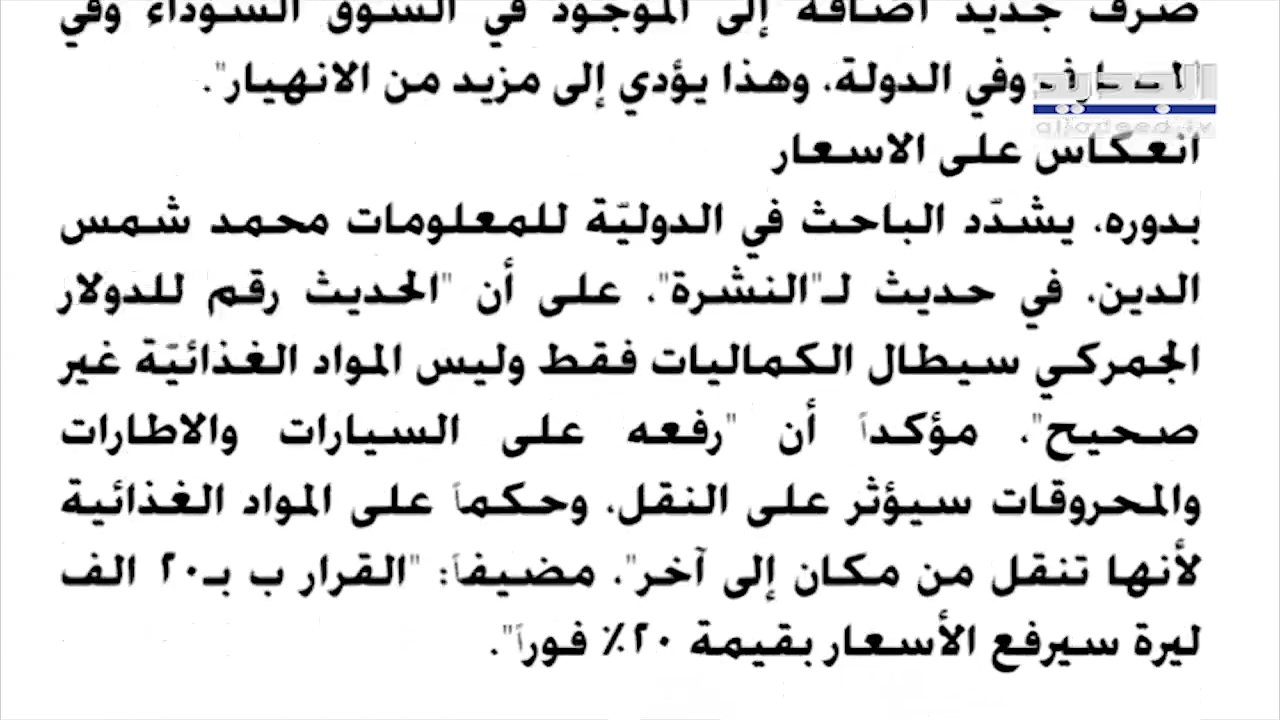 صرف جديد اضافة إلى الموجود في السوق السوداء وفي
المصارف وفي الدولة، وهذا يؤدي إلى مزيد من الانهيار".
الجديد
aljadeed.tv
انعكاس على الاسعار
بدوره، يشدّد الباحث في الدوليّة للمعلومات محمد شمس
الدين، في حديث لـ"النشرة"، على أن "الحديث رقم للدولار
الجمركي سيطال الكماليات فقط وليس المواد الغذائيّة غير
صحيح"، مؤكداً أن "رفعه على السيارات والاطارات
والمحروقات سيؤثر على النقل، وحكماً على المواد الغذائية
لأنها تنقل من مكان إلى آخر"، مضيفاً: "القرار ب بـ٢٠ الف
ليرة سيرفع الأسعار بقيمة ٢٠٪ فوراً".